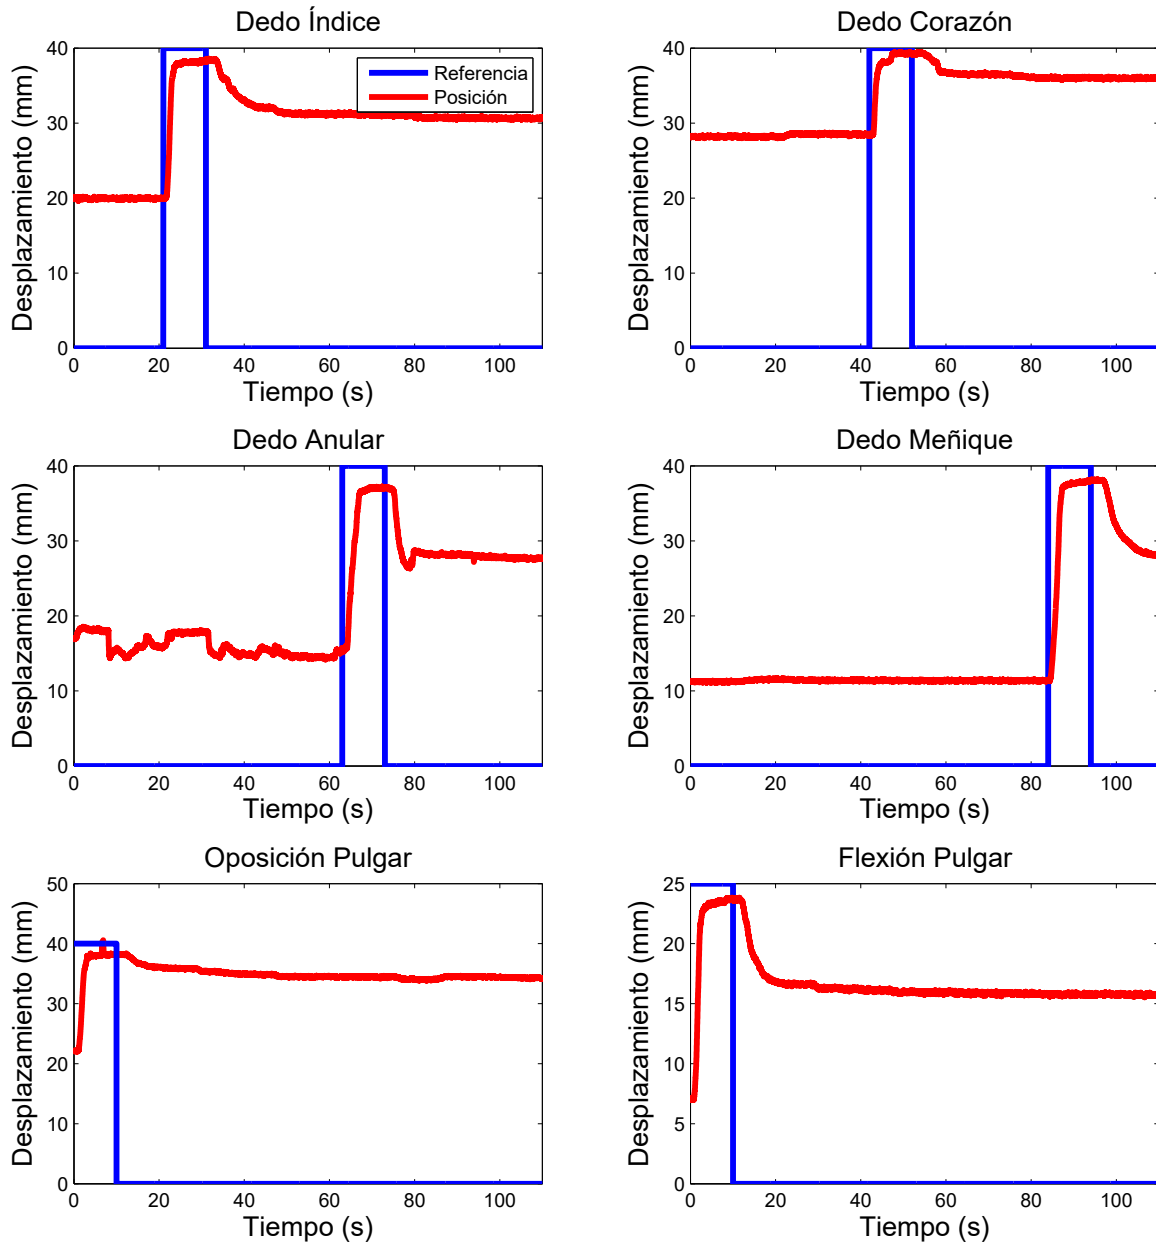 Dedo Índice
Desplazamiento (mm)
40
30
20
10
0
Referencia
Posición
0 20 40 60 80 100
Tiempo (s)
Dedo Corazón
Desplazamiento (mm)
40
30
20
10
0
0 20 40 60 80 100
Tiempo (s)
Dedo Anular
Desplazamiento (mm)
40
30
20
10
0
0 20 40 60 80 100
Tiempo (s)
Dedo Meñique
Desplazamiento (mm)
40
30
20
10
0
0 20 40 60 80 100
Tiempo (s)
Oposición Pulgar
Desplazamiento (mm)
50
40
30
20
10
0
0 20 40 60 80 100
Tiempo (s)
Flexión Pulgar
Desplazamiento (mm)
25
20
15
10
5
0
0 20 40 60 80 100
Tiempo (s)